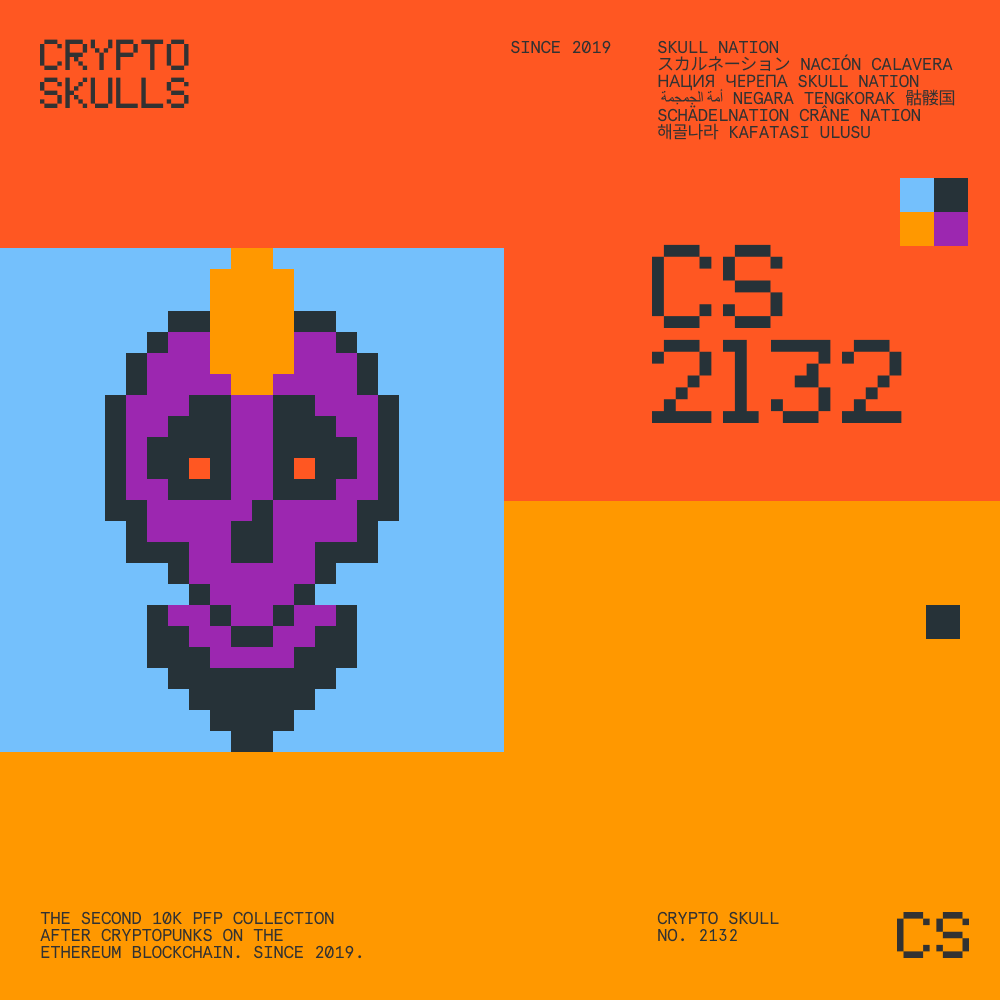 CRYPTO
SKULLS
SINCE 2019
SKULL NATION
スカルネーション NACIÓN CALAVERA
НАЦИЯ ЧЕРЕПА SKULL NATION
أمة الجمجمة NEGARA TENGKORAK 骷髅国
SCHÄDELNATION CRÂNE NATION
해골나라 KAFATASI ULUSU
CS
2132
THE SECOND 10K PFP COLLECTION
AFTER CRYPTOPUNKS ON THE
ETHEREUM BLOCKCHAIN. SINCE 2019.
CRYPTO SKULL
NO. 2132
CS